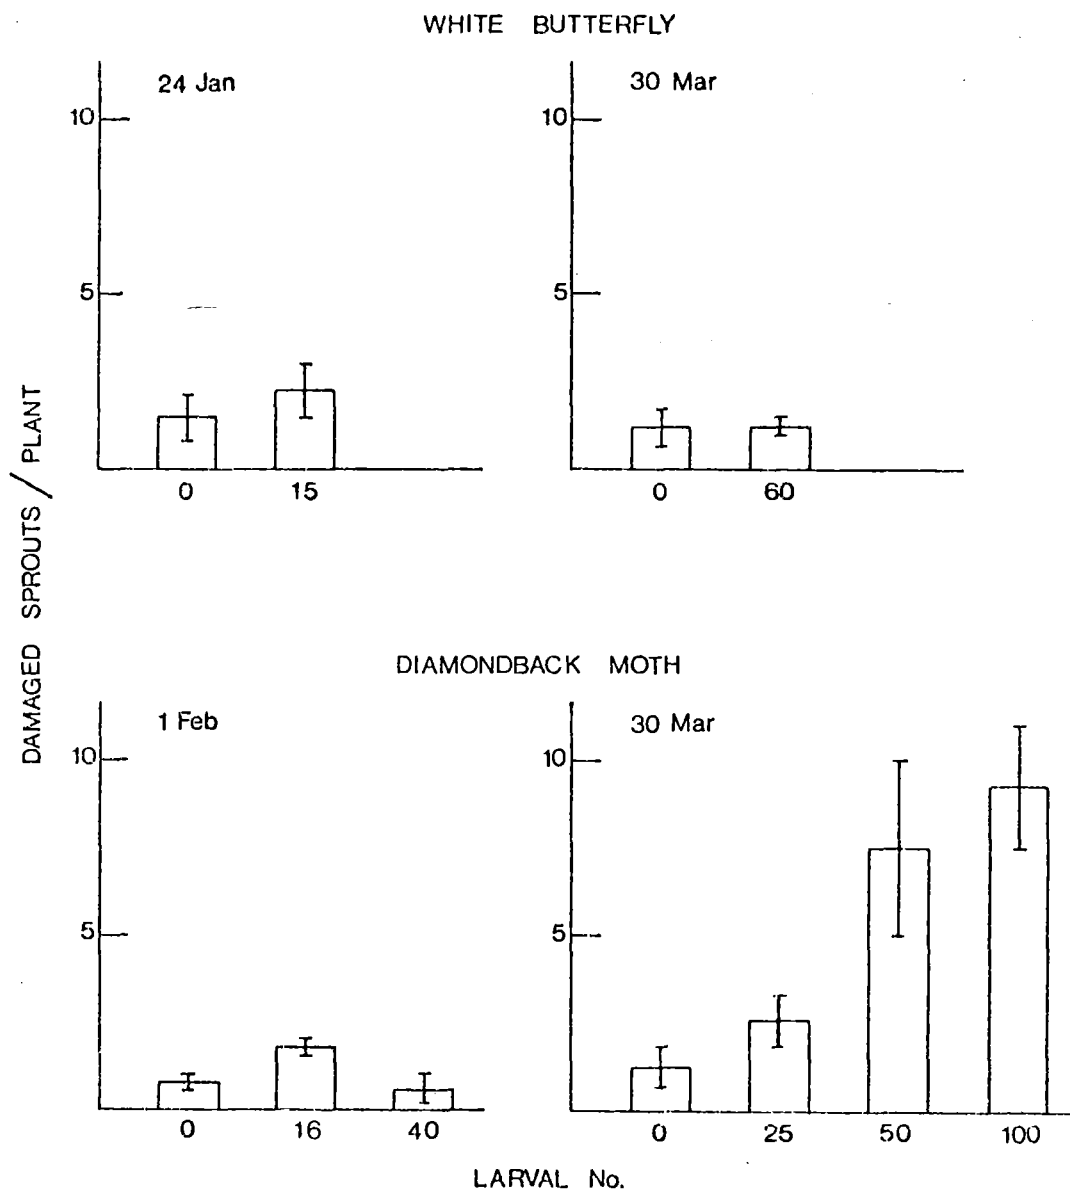 WHITE BUTTERFLY
24 Jan
30 Mar
10
10
5
5
0 15
0 60
DAMAGED SPROUTS / PLANT
DIAMONDBACK MOTH
1 Feb
30 Mar
10
10
5
5
0 16 40
0 25 50 100
LARVAL No.